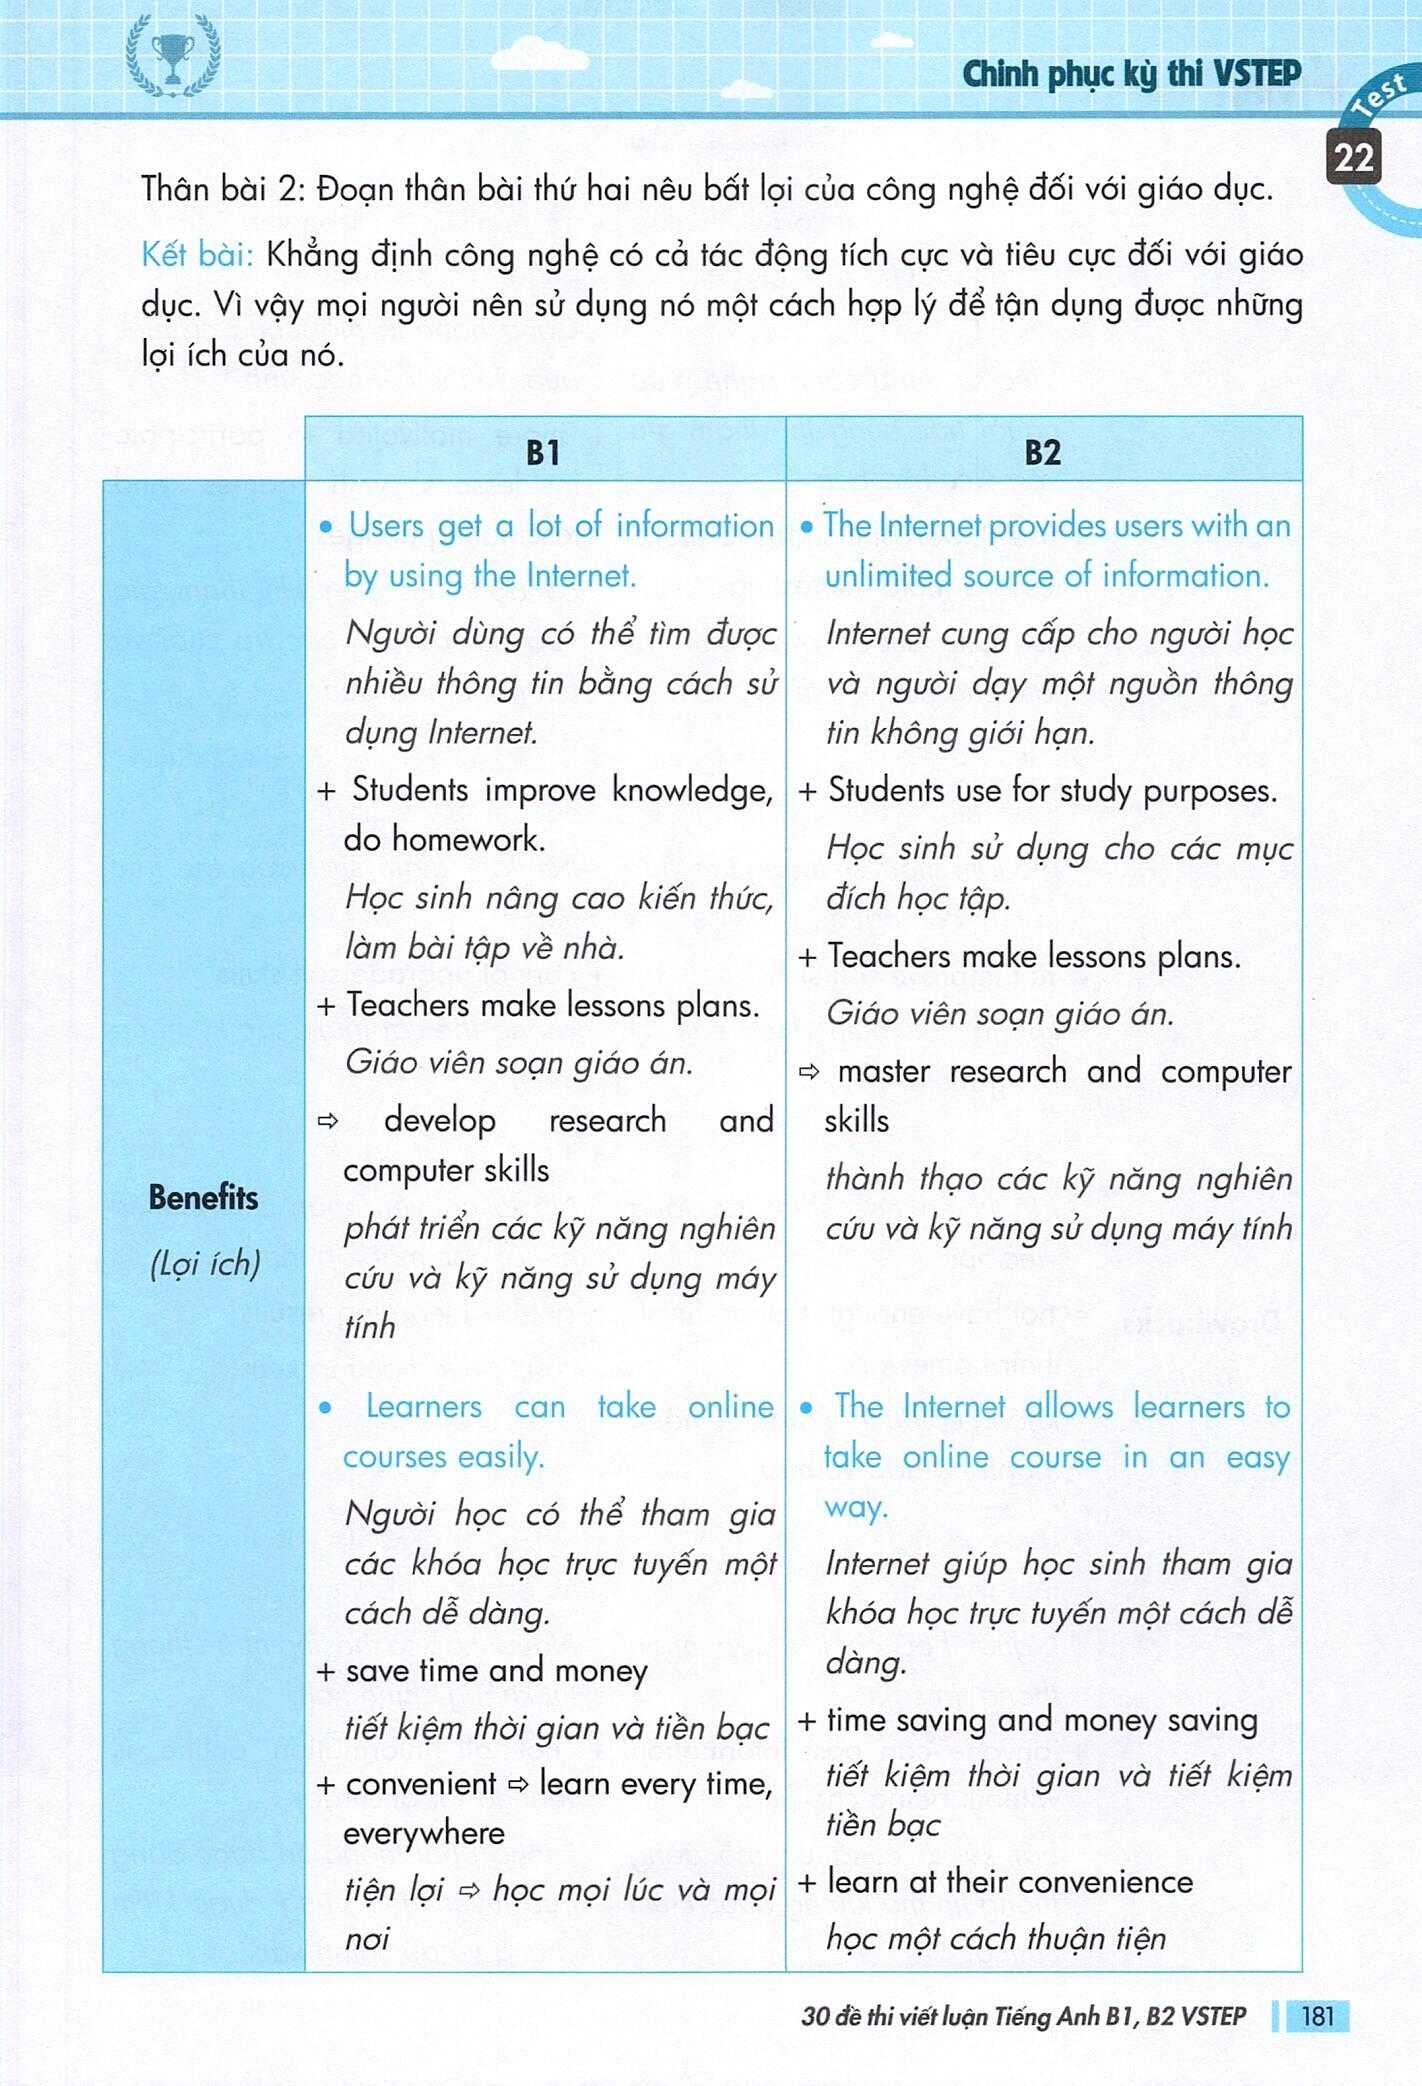 Chinh phục kỳ thi VSTEP
Test
22
Thân bài 2: Đoạn thân bài thứ hai nêu bất lợi của công nghệ đối với giáo dục.
Kết bài: Khẳng định công nghệ có cả tác động tích cực và tiêu cực đối với giáo
dục. Vì vậy mọi người nên sử dụng nó một cách hợp lý để tận dụng được những
lợi ích của nó.
B1
B2
Benefits
(Lợi ích)
• Users get a lot of information
by using the Internet.
Người dùng có thể tìm được
nhiều thông tin bằng cách sử
dụng Internet.
+ Students improve knowledge,
do homework.
Học sinh nâng cao kiến thức,
làm bài tập về nhà.
+ Teachers make lessons plans.
Giáo viên soạn giáo án.
⇨ develop research and
computer skills
phát triển các kỹ năng nghiên
cứu và kỹ năng sử dụng máy
tính
• Learners can take online
courses easily.
Người học có thể tham gia
các khóa học trực tuyến một
cách dễ dàng.
+ save time and money
tiết kiệm thời gian và tiền bạc
+ convenient ⇨ learn every time,
everywhere
tiện lợi ⇨ học mọi lúc và mọi
nơi
• The Internet provides users with an
unlimited source of information.
Internet cung cấp cho người học
và người dạy một nguồn thông
tin không giới hạn.
+ Students use for study purposes.
Học sinh sử dụng cho các mục
đích học tập.
+ Teachers make lessons plans.
Giáo viên soạn giáo án.
⇨ master research and computer
skills
thành thạo các kỹ năng nghiên
cứu và kỹ năng sử dụng máy tính
• The Internet allows learners to
take online course in an easy
way.
Internet giúp học sinh tham gia
khóa học trực tuyến một cách dễ
dàng.
+ time saving and money saving
tiết kiệm thời gian và tiết kiệm
tiền bạc
+ learn at their convenience
học một cách thuận tiện
30 đề thi viết luận Tiếng Anh B1, B2 VSTEP
181